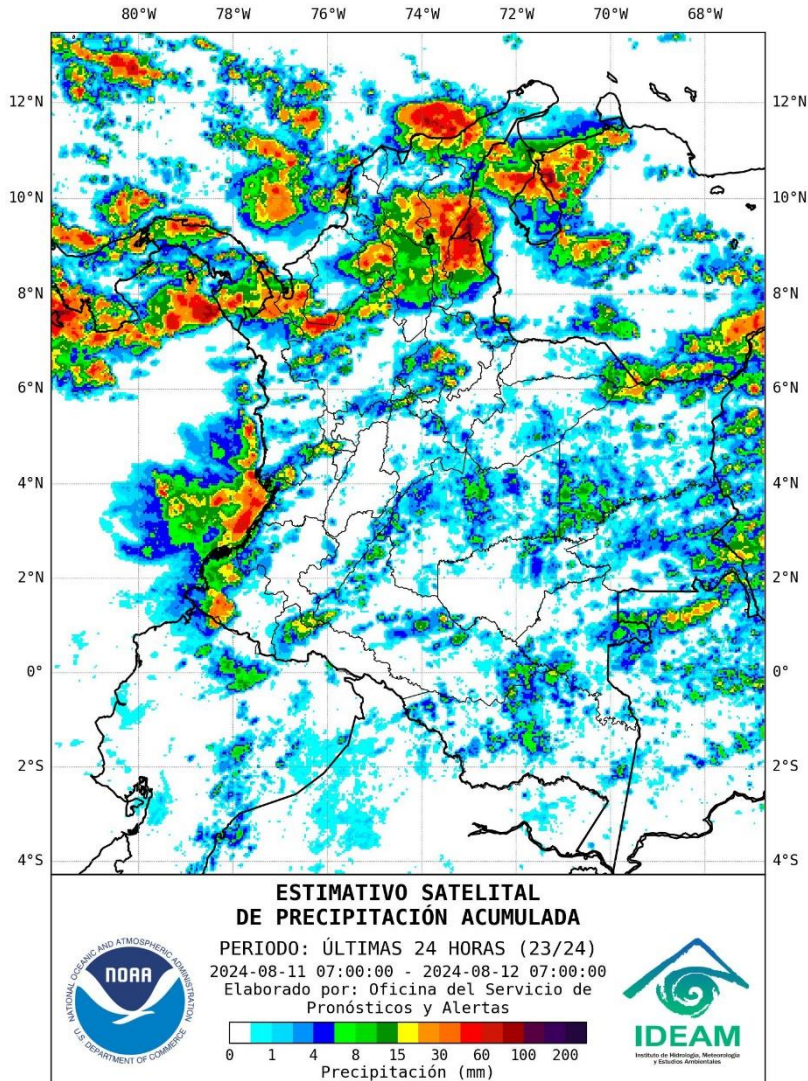 80°W 78°W 76°W 74°W 72°W 70°W 68°W
12°N 12°N
10°N 10°N
8°N 8°N
6°N 6°N
4°N 4°N
2°N 2°N
0° 0°
2°S 2°S
4°S 4°S
ESTIMATIVO SATELITAL
DE PRECIPITACIÓN ACUMULADA
PERIODO: ÚLTIMAS 24 HORAS (23/24)
2024-08-11 07:00:00 - 2024-08-12 07:00:00
Elaborado por: Oficina del Servicio de
Pronósticos y Alertas
0 1 4 8 15 30 60 100 200
Precipitación (mm)
NATIONAL OCEANIC AND ATMOSPHERIC ADMINISTRATION
NOAA
U.S. DEPARTMENT OF COMMERCE
IDEAM
Instituto de Hidrología, Meteorología
y Estudios Ambientales